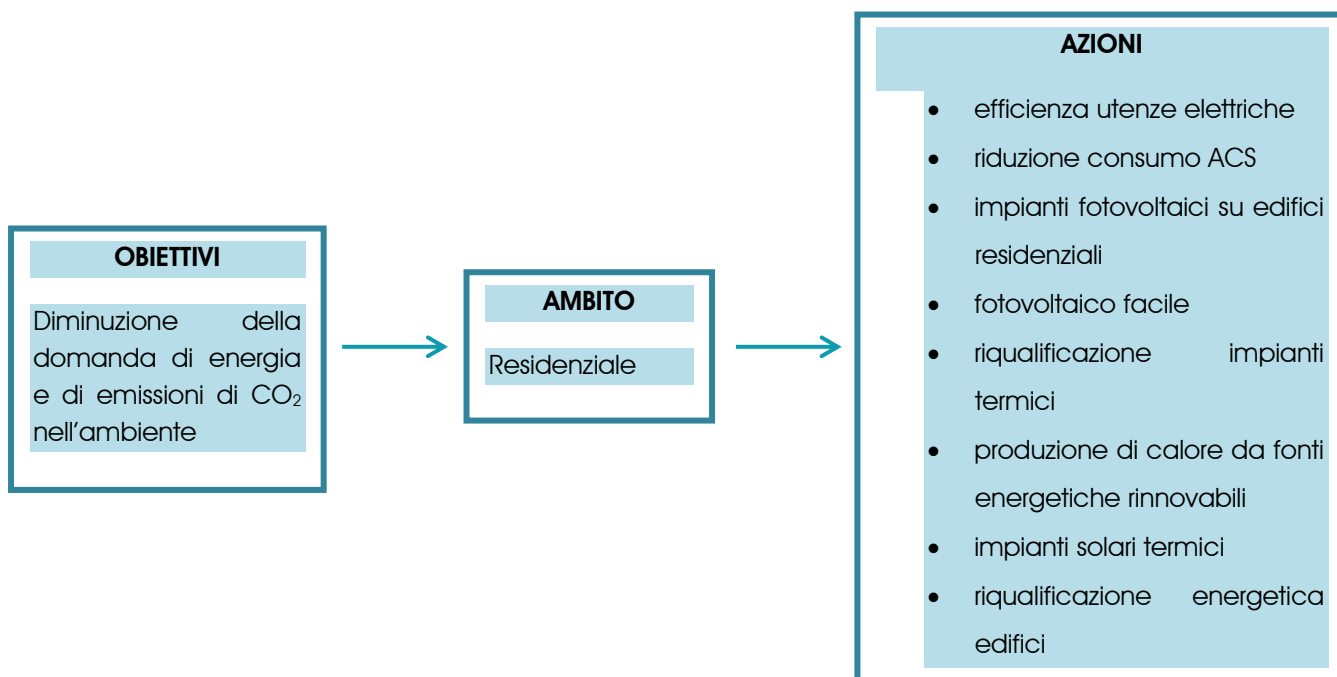 OBIETTIVI
Diminuzione della
domanda di energia
e di emissioni di CO₂
nell'ambiente
AMBITO
Residenziale
AZIONI
• efficienza utenze elettriche
• riduzione consumo ACS
• impianti fotovoltaici su edifici
residenziali
• fotovoltaico facile
• riqualificazione impianti
termici
• produzione di calore da fonti
energetiche rinnovabili
• impianti solari termici
• riqualificazione energetica
edifici